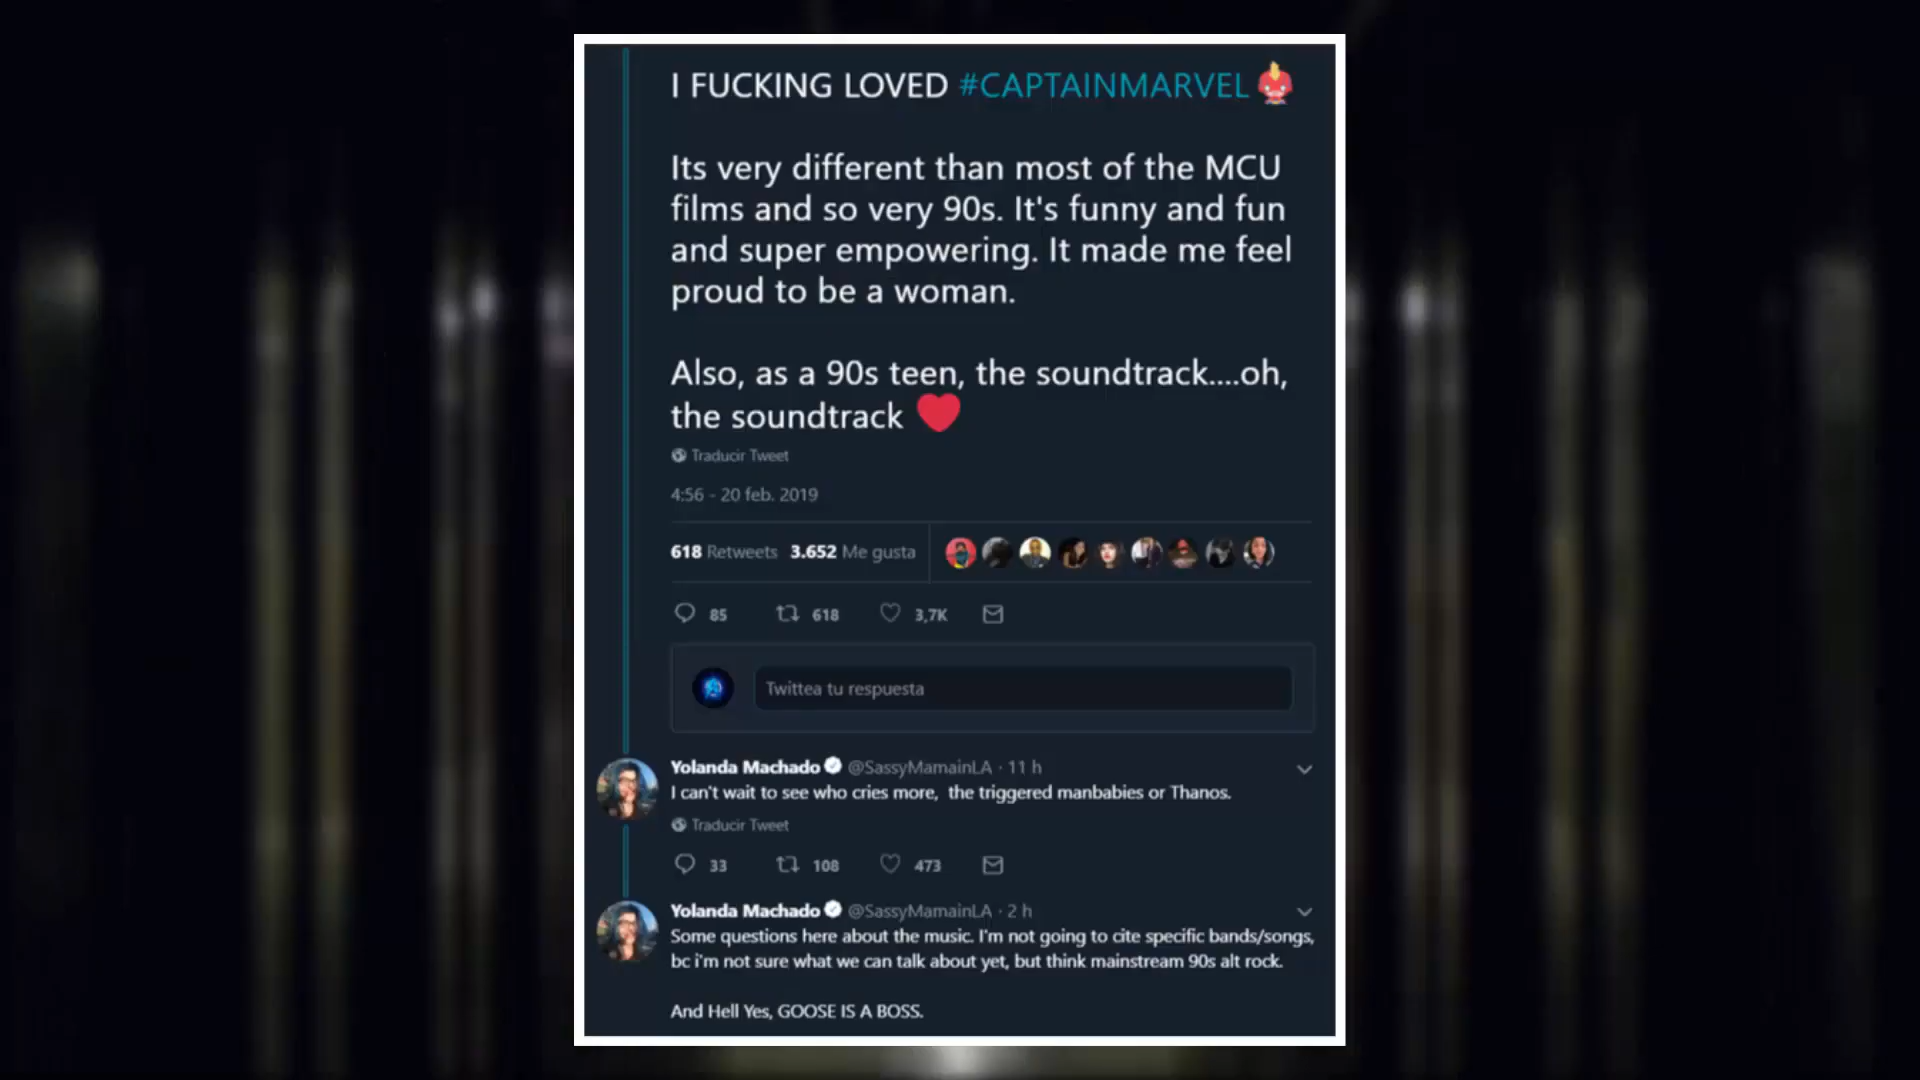 I FUCKING LOVED #CAPTAINMARVEL
Its very different than most of the MCU
films and so very 90s. It's funny and fun
and super empowering. It made me feel
proud to be a woman.
Also, as a 90s teen, the soundtrack....oh,
the soundtrack ❤
Traducir Tweet
4:56 - 20 feb. 2019
618 Retweets 3.652 Me gusta
85 618 3,7K
Twittea tu respuesta
Yolanda Machado @SassyMamainLA · 11 h
I can't wait to see who cries more, the triggered manbabies or Thanos.
Traducir Tweet
33 108 473
Yolanda Machado @SassyMamainLA · 2 h
Some questions here about the music. I'm not going to cite specific bands/songs,
bc i'm not sure what we can talk about yet, but think mainstream 90s alt rock.
And Hell Yes, GOOSE IS A BOSS.